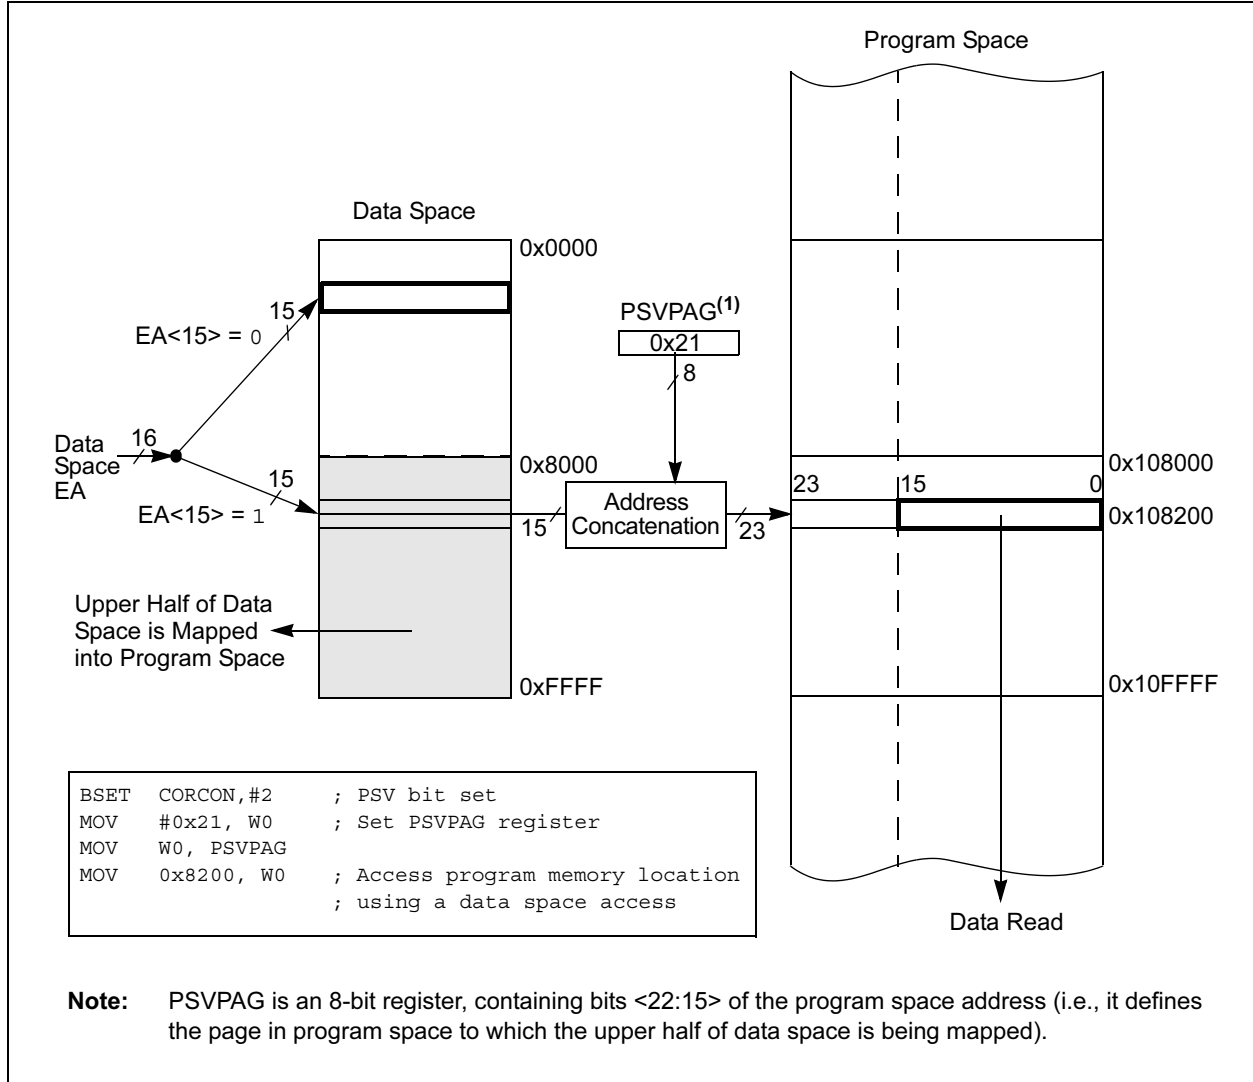 Program Space
Data Space
0x0000
15
EA<15> = 0
PSVPAG(1)
0x21
8
16
Data
Space
EA
15
EA<15> = 1
0x8000
15
Address
Concatenation
23
0x108000
23 15 0
0x108200
Upper Half of Data
Space is Mapped
into Program Space
0xFFFF
0x10FFFF
BSET CORCON,#2 ; PSV bit set
MOV #0x21, W0 ; Set PSVPAG register
MOV W0, PSVPAG
MOV 0x8200, W0 ; Access program memory location
; using a data space access
Data Read
Note: PSVPAG is an 8-bit register, containing bits <22:15> of the program space address (i.e., it defines
the page in program space to which the upper half of data space is being mapped).